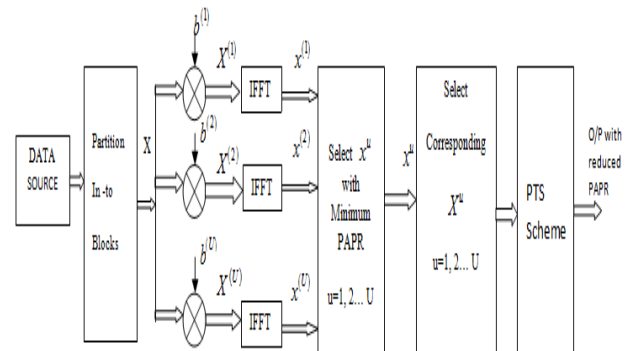 DATA
SOURCE
Partition
In -to
Blocks
X
b^(1)
X^(1)
IFFT
x^(1)
b^(2)
X^(2)
IFFT
x^(2)
b^(U)
X^(U)
IFFT
x^(U)
Select x^u
with
Minimum
PAPR
u=1, 2... U
x^u
Select
Corresponding
X^u
u=1, 2... U
PTS
Scheme
O/P with
reduced
PAPR